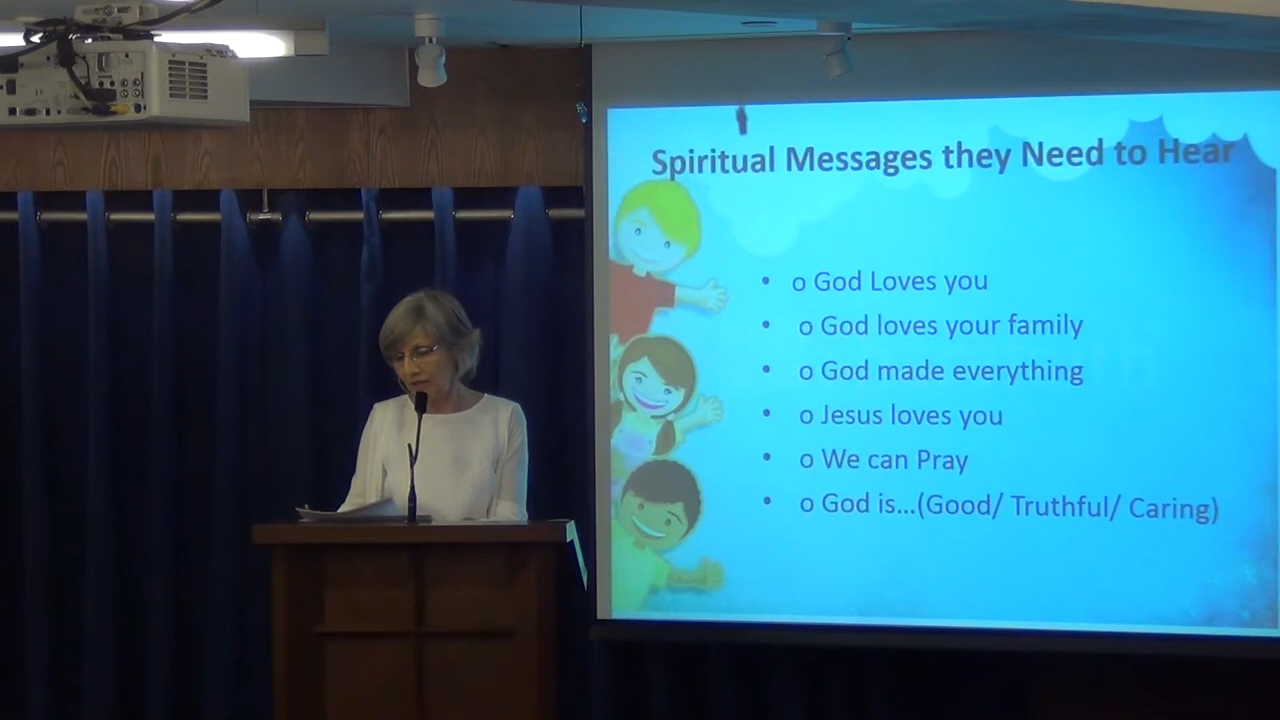 Spiritual Messages they Need to Hear
• o God Loves you
• o God loves your family
• o God made everything
• o Jesus loves you
• o We can Pray
• o God is...(Good/ Truthful/ Caring)